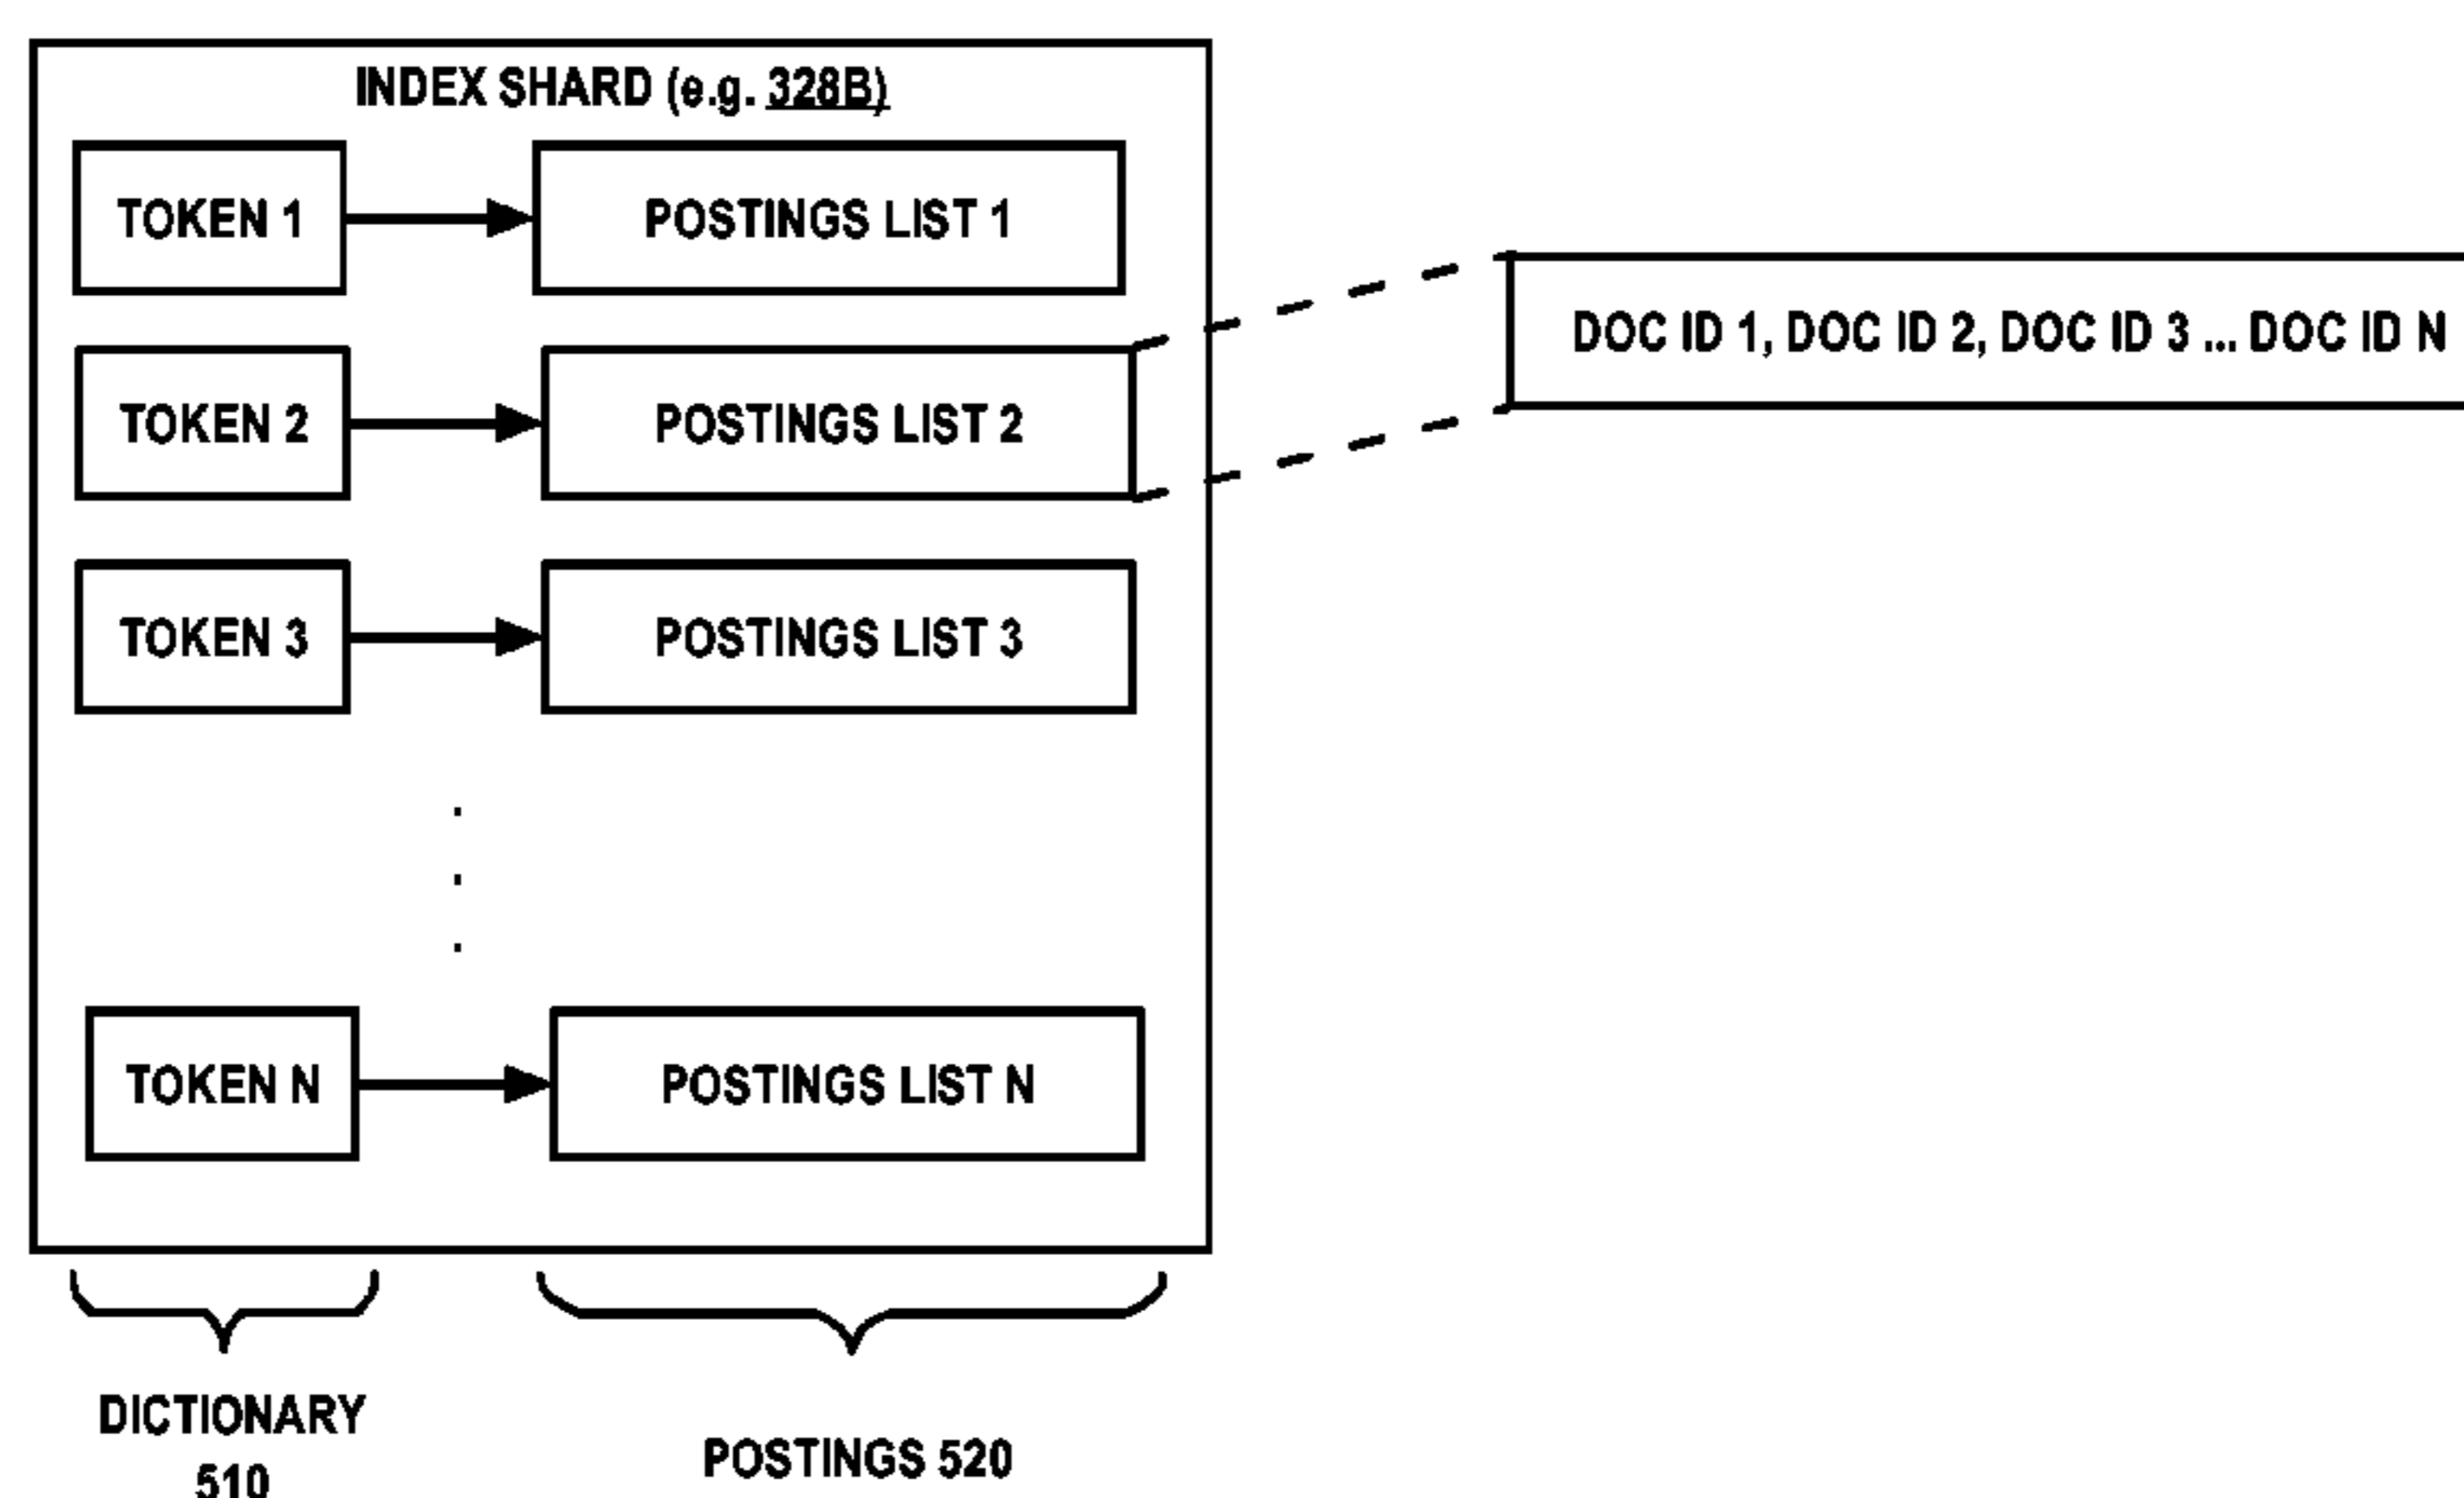 INDEX SHARD (e.g. 328B)
TOKEN 1
POSTINGS LIST 1
DOC ID 1, DOC ID 2, DOC ID 3 ... DOC ID N
TOKEN 2
POSTINGS LIST 2
TOKEN 3
POSTINGS LIST 3
.
.
.
TOKEN N
POSTINGS LIST N
DICTIONARY
510
POSTINGS 520